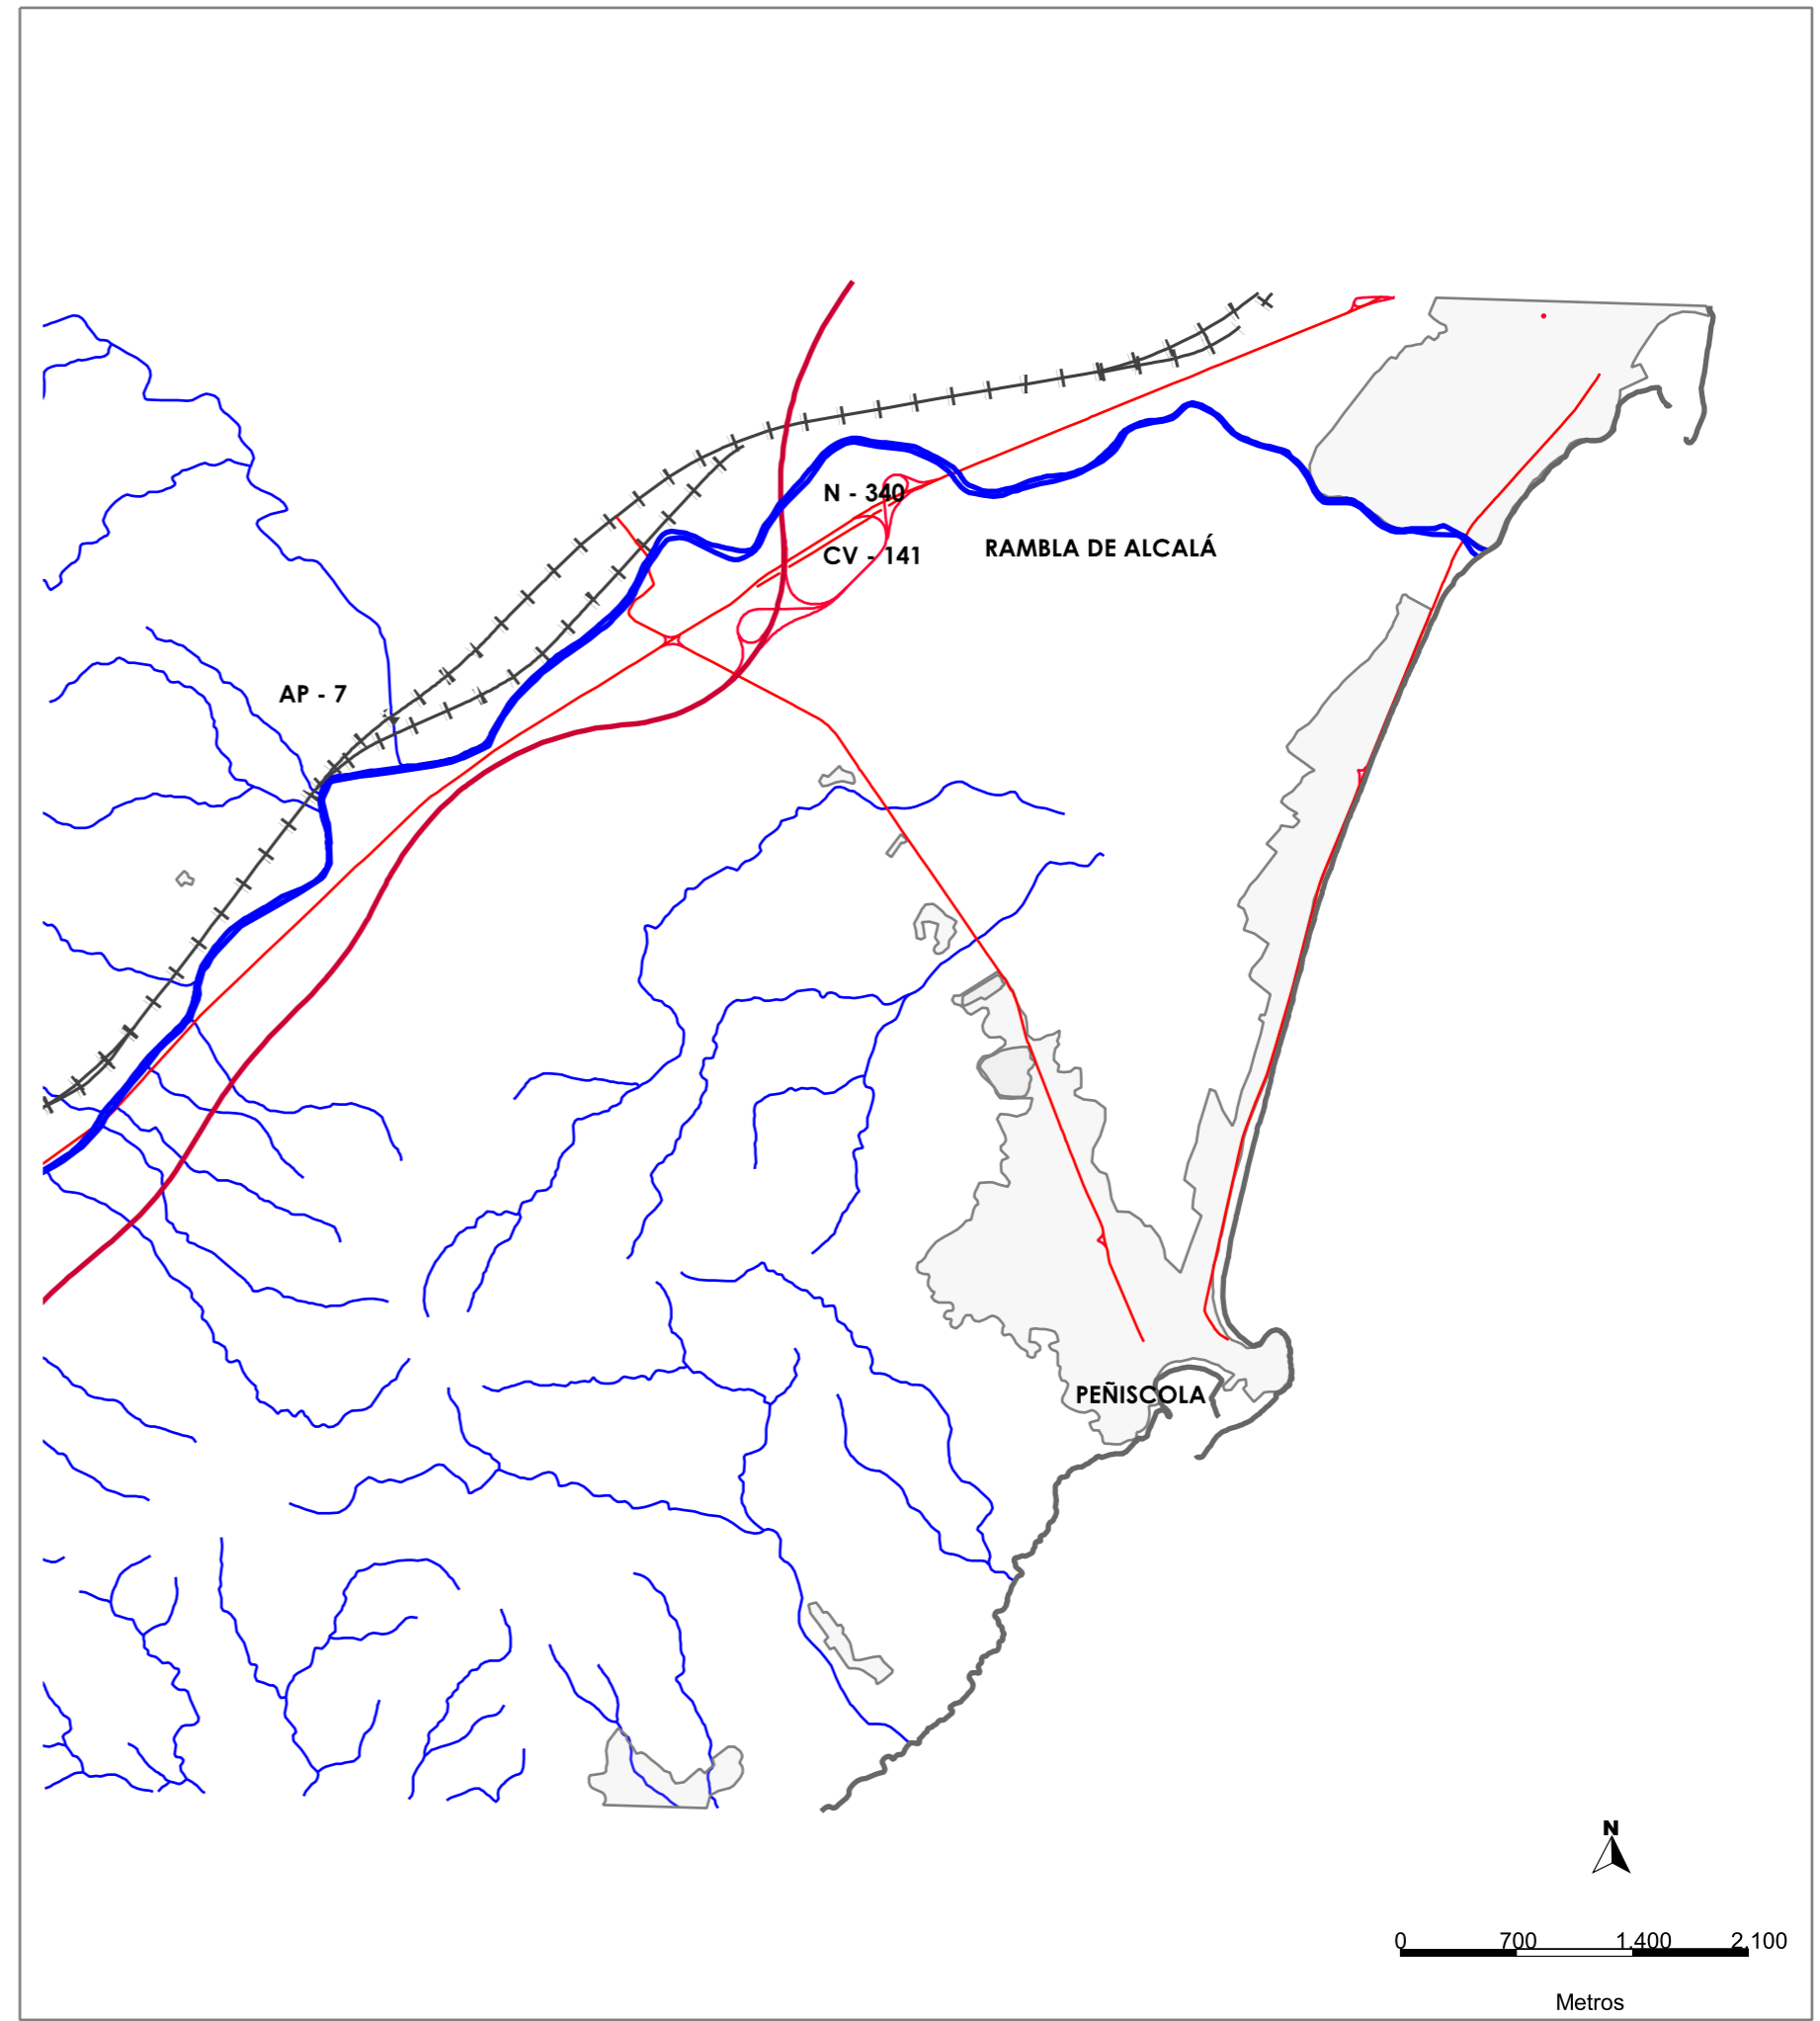 N - 340
CV - 141
RAMBLA DE ALCALÁ
AP - 7
PEÑISCOLA
N
0 700 1.400 2.100
Metros